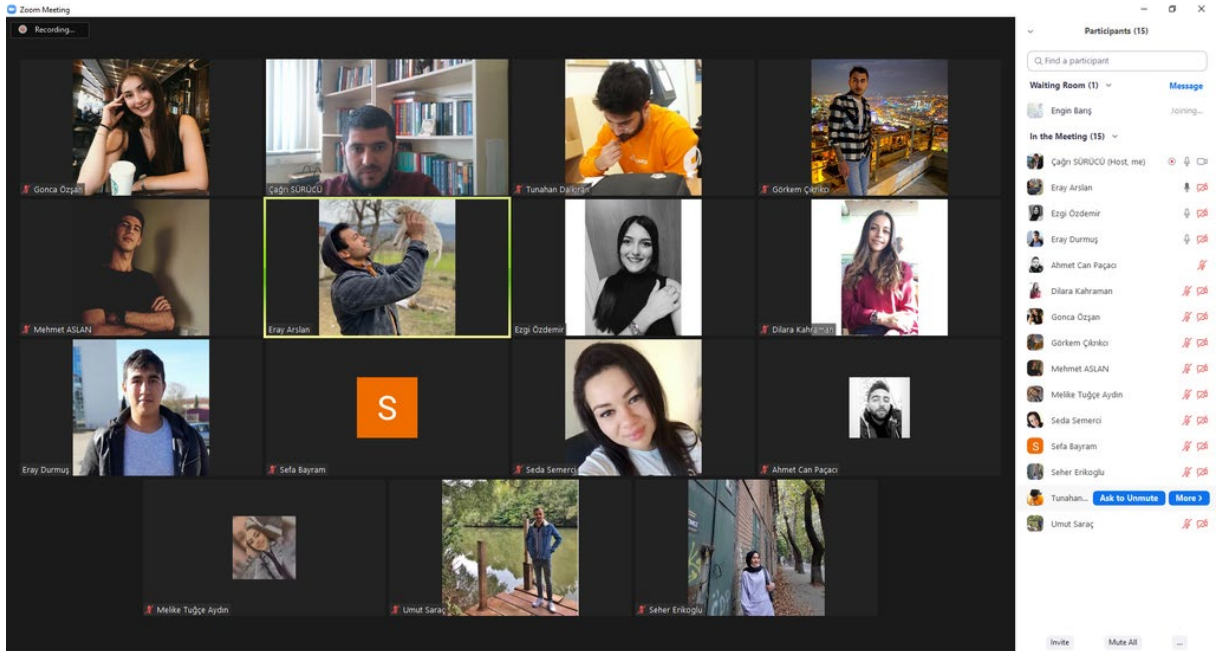 Zoom Meeting
Recording...
Gonca Özşan
Çağrı SÜRÜCÜ
Tunahan Dalkıran
Görkem Çıkrıkcı
Mehmet ASLAN
Eray Arslan
Ezgi Özdemir
Dilara Kahraman
Eray Durmuş
S
Sefa Bayram
Seda Semerci
Ahmet Can Paçacı
Melike Tuğçe Aydın
Umut Saraç
Seher Erikoglu
Participants (15)
Find a participant
Waiting Room (1)
Message
Engin Barış
Joining...
In the Meeting (15)
Çağrı SÜRÜCÜ (Host, me)
Eray Arslan
Ezgi Özdemir
Eray Durmuş
Ahmet Can Paçacı
Dilara Kahraman
Gonca Özşan
Görkem Çıkrıkcı
Mehmet ASLAN
Melike Tuğçe Aydın
Seda Semerci
S Sefa Bayram
Seher Erikoglu
Tunahan... Ask to Unmute More >
Umut Saraç
Invite Mute All ...